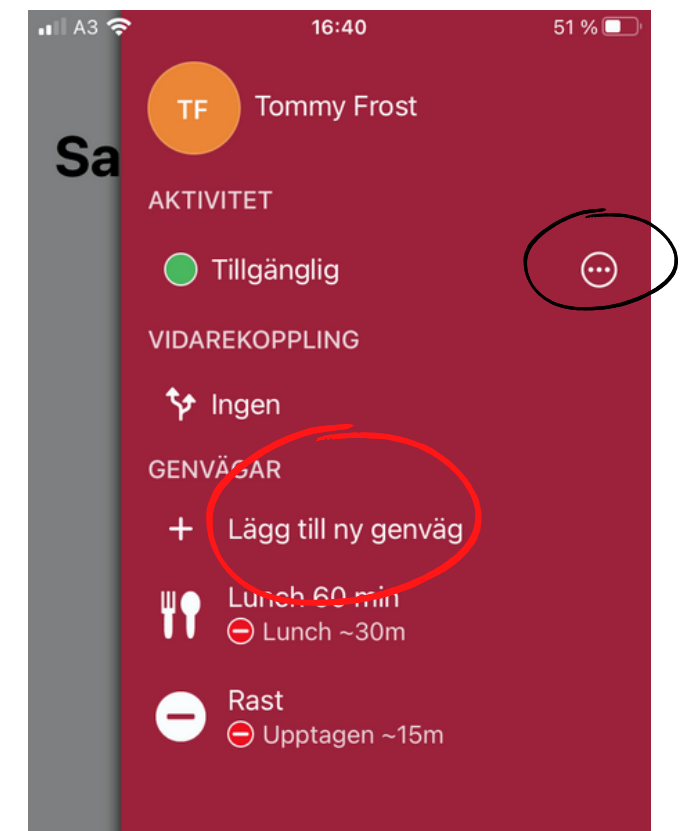 A3 16:40 51 %
TF Tommy Frost
Sa
AKTIVITET
Tillgänglig
VIDAREKOPPLING
Ingen
GENVÄGAR
+ Lägg till ny genväg
Lunch 60 min
Lunch ~30m
Rast
Upptagen ~15m